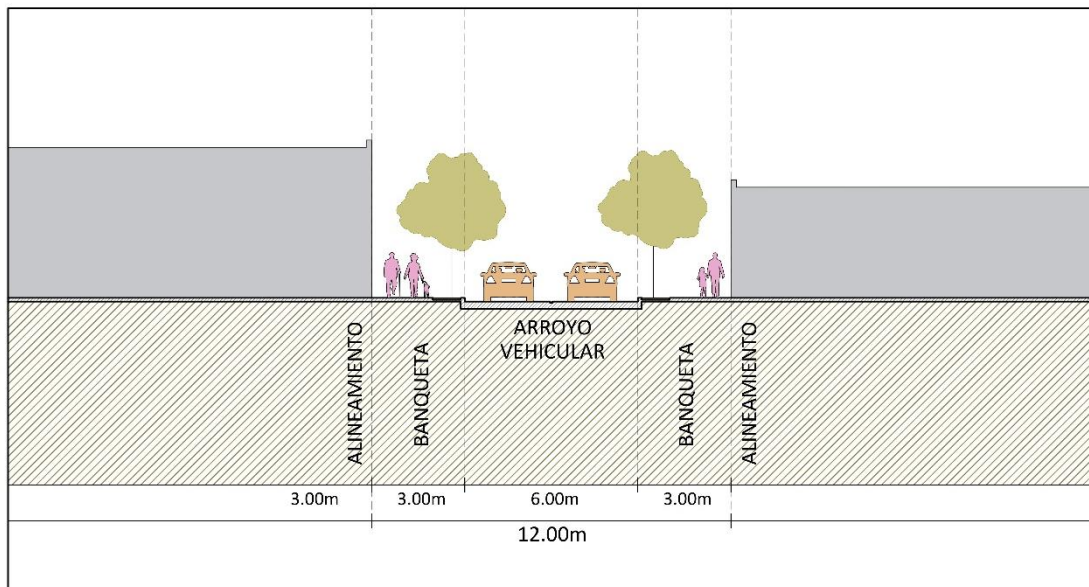 ARROYO
VEHICULAR
ALINEAMIENTO
BANQUETA
BANQUETA
ALINEAMIENTO
3.00m
3.00m
6.00m
3.00m
12.00m